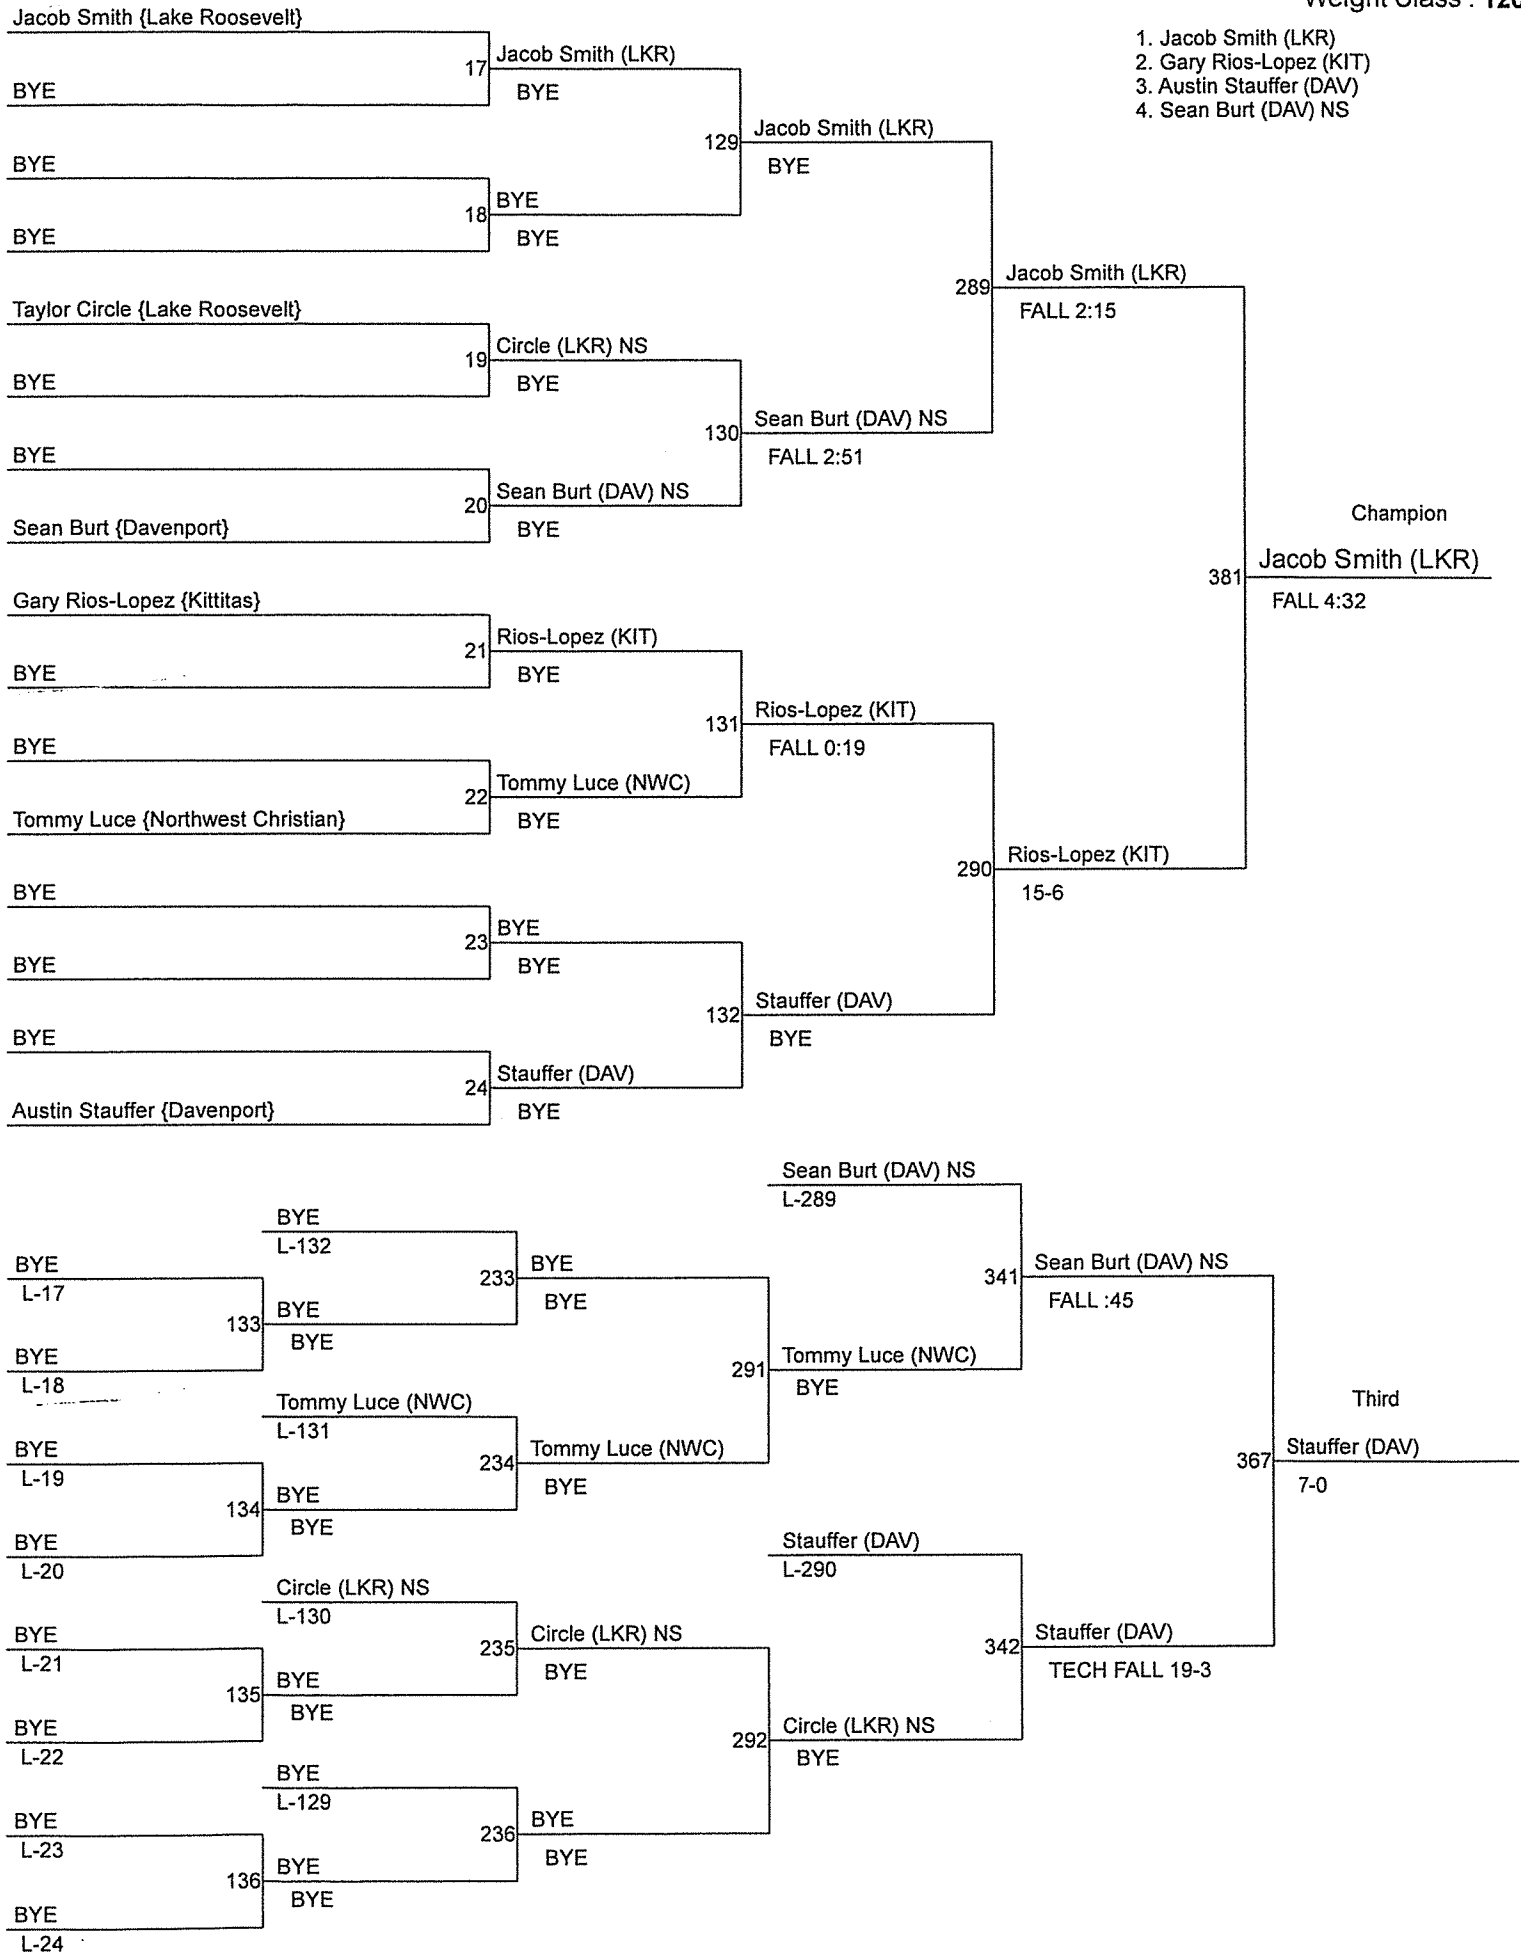 Weight Class : 120
1. Jacob Smith (LKR)
2. Gary Rios-Lopez (KIT)
3. Austin Stauffer (DAV)
4. Sean Burt (DAV) NS
Jacob Smith {Lake Roosevelt}
17 Jacob Smith (LKR)
BYE
BYE
129 Jacob Smith (LKR)
BYE
BYE
18 BYE
BYE
BYE
289 Jacob Smith (LKR)
FALL 2:15
Taylor Circle {Lake Roosevelt}
19 Circle (LKR) NS
BYE
BYE
130 Sean Burt (DAV) NS
FALL 2:51
BYE
20 Sean Burt (DAV) NS
BYE
Sean Burt {Davenport}
Champion
381 Jacob Smith (LKR)
FALL 4:32
Gary Rios-Lopez {Kittitas}
21 Rios-Lopez (KIT)
BYE
BYE
131 Rios-Lopez (KIT)
FALL 0:19
BYE
22 Tommy Luce (NWC)
BYE
Tommy Luce {Northwest Christian}
290 Rios-Lopez (KIT)
15-6
BYE
23 BYE
BYE
BYE
132 Stauffer (DAV)
BYE
BYE
24 Stauffer (DAV)
BYE
Austin Stauffer {Davenport}
Sean Burt (DAV) NS
L-289
BYE
L-132
BYE
L-17
233 BYE
BYE
341 Sean Burt (DAV) NS
FALL :45
133 BYE
BYE
BYE
L-18
291 Tommy Luce (NWC)
BYE
Tommy Luce (NWC)
L-131
Third
BYE
L-19
234 Tommy Luce (NWC)
BYE
367 Stauffer (DAV)
7-0
134 BYE
BYE
BYE
L-20
Stauffer (DAV)
L-290
Circle (LKR) NS
L-130
BYE
L-21
235 Circle (LKR) NS
BYE
342 Stauffer (DAV)
TECH FALL 19-3
135 BYE
BYE
BYE
L-22
292 Circle (LKR) NS
BYE
BYE
L-129
BYE
L-23
236 BYE
BYE
136 BYE
BYE
BYE
L-24